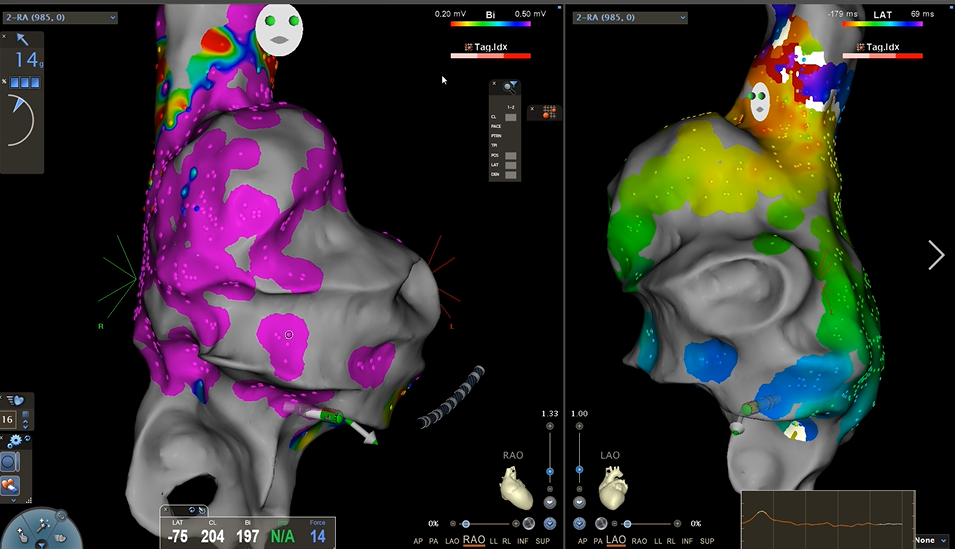 2-RA (985, 0)
0.20 mV Bi 0.50 mV
Tag.Idx
14g
%
1-2
CL
PACE
PTRN
TPI
POS
LAT
DEN
R
L
16
1.33
RAO
0%
AP PA LAO RAO LL RL INF SUP
LAT CL Bi Force
-75 204 197 N/A 14
2-RA (985, 0)
-179 ms LAT 69 ms
Tag.Idx
1.00
LAO
0%
AP PA LAO RAO LL RL INF SUP
None